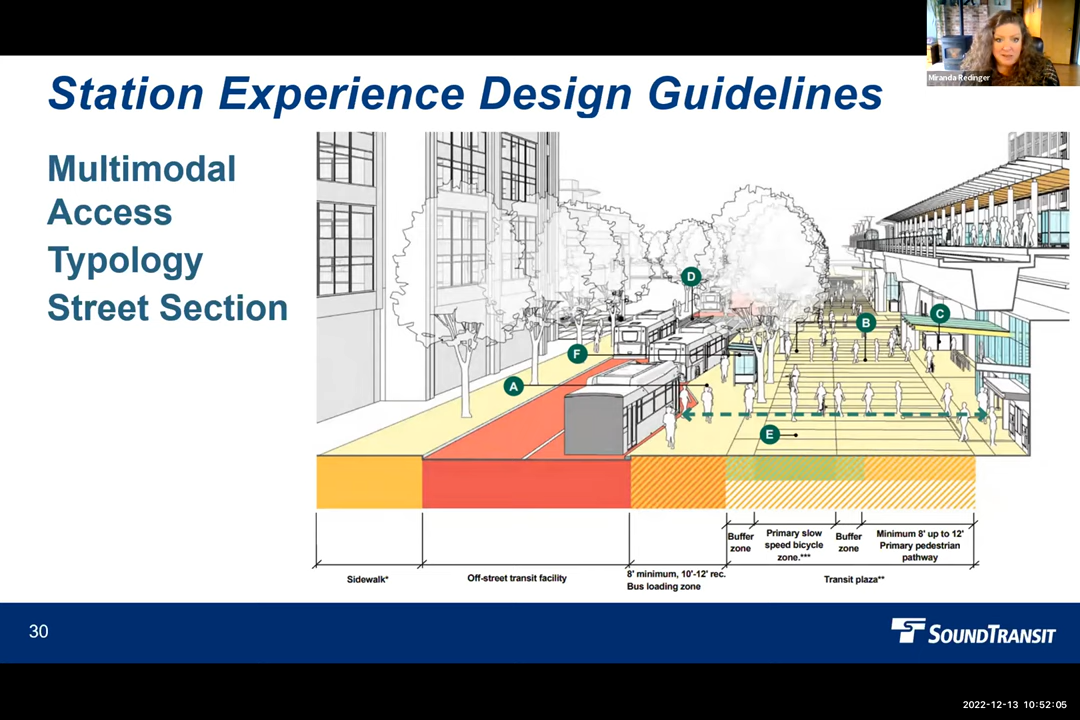 Miranda Redinger
Station Experience Design Guidelines
Multimodal
Access
Typology
Street Section
D
C
B
F
A
E
Buffer
zone
Primary slow
speed bicycle
zone.***
Buffer
zone
Minimum 8' up to 12'
Primary pedestrian
pathway
Sidewalk*
Off-street transit facility
8' minimum, 10'-12' rec.
Bus loading zone
Transit plaza**
30
SOUNDTRANSIT
2022-12-13 10:52:05